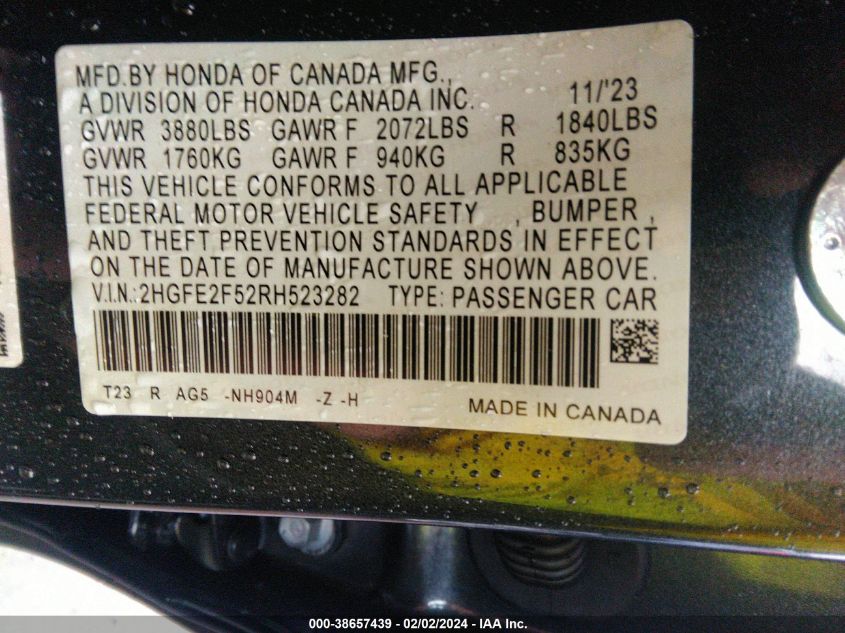 MFD.BY HONDA OF CANADA MFG.,
A DIVISION OF HONDA CANADA INC. 11/'23
GVWR 3880LBS GAWR F 2072LBS R 1840LBS
GVWR 1760KG GAWR F 940KG R 835KG
THIS VEHICLE CONFORMS TO ALL APPLICABLE
FEDERAL MOTOR VEHICLE SAFETY , BUMPER ,
AND THEFT PREVENTION STANDARDS IN EFFECT
ON THE DATE OF MANUFACTURE SHOWN ABOVE.
V.I.N.:2HGFE2F52RH523282 TYPE: PASSENGER CAR
T23 R AG5 -NH904M -Z -H
MADE IN CANADA
000-38657439 - 02/02/2024 - IAA Inc.